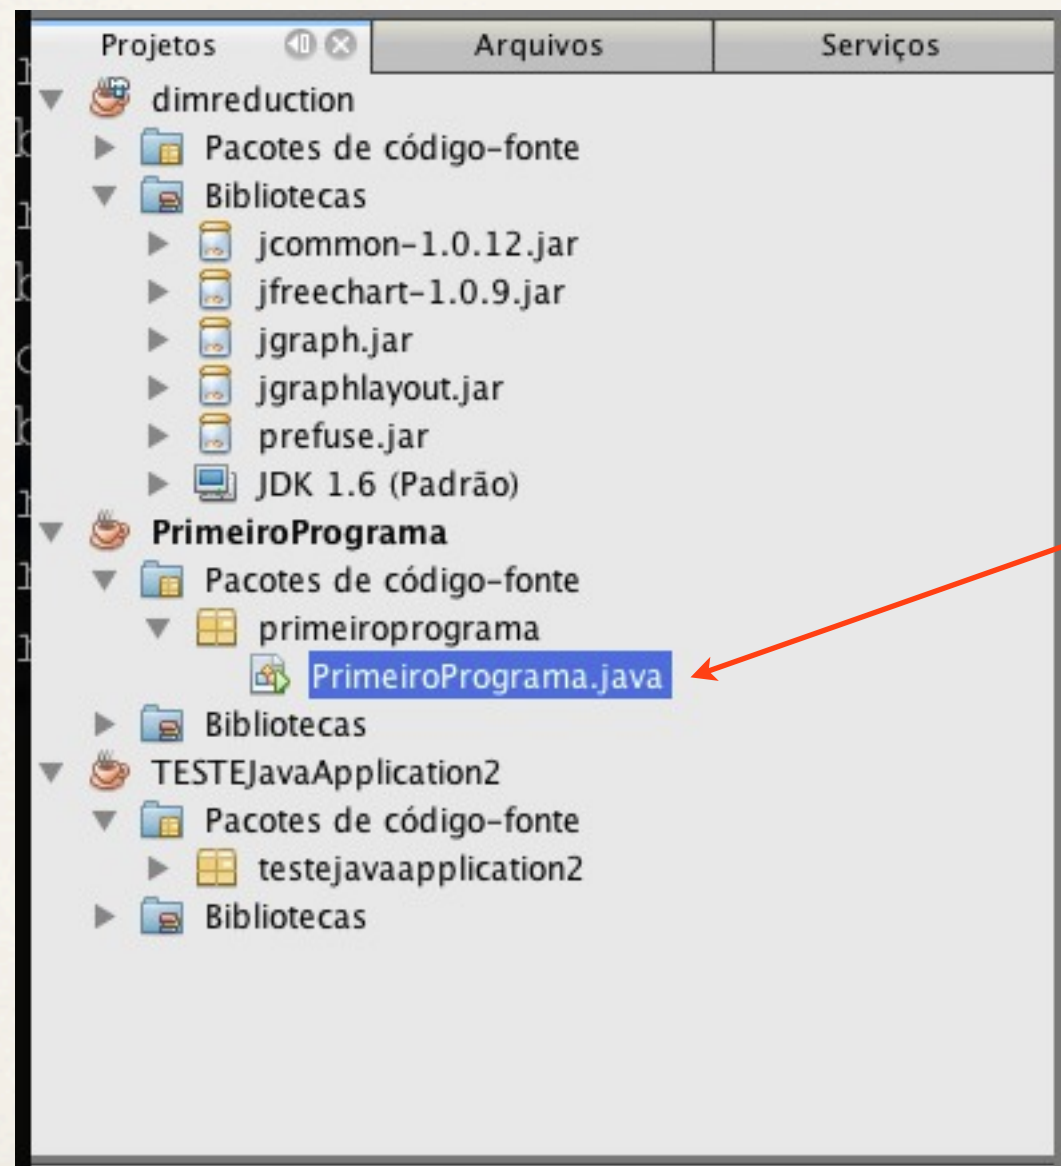 Projetos Arquivos Serviços
dimreduction
Pacotes de código-fonte
Bibliotecas
jcommon-1.0.12.jar
jfreechart-1.0.9.jar
jgraph.jar
jgraphlayout.jar
prefuse.jar
JDK 1.6 (Padrão)
PrimeiroPrograma
Pacotes de código-fonte
primeiroprograma
PrimeiroPrograma.java
Bibliotecas
TESTEJavaApplication2
Pacotes de código-fonte
testejavaapplication2
Bibliotecas